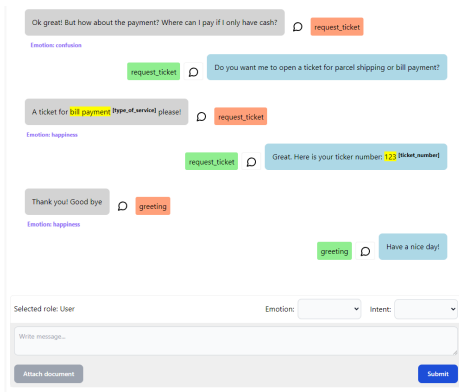 Ok great! But how about the payment? Where can I pay if I only have cash?
request_ticket
Emotion: confusion
request_ticket
Do you want me to open a ticket for parcel shipping or bill payment?
A ticket for bill payment [type_of_service] please!
request_ticket
Emotion: happiness
request_ticket
Great. Here is your ticker number: 123 [ticket_number]
Thank you! Good bye
greeting
Emotion: happiness
greeting
Have a nice day!
Selected role: User
Emotion:
Intent:
Write message...
Attach document
Submit